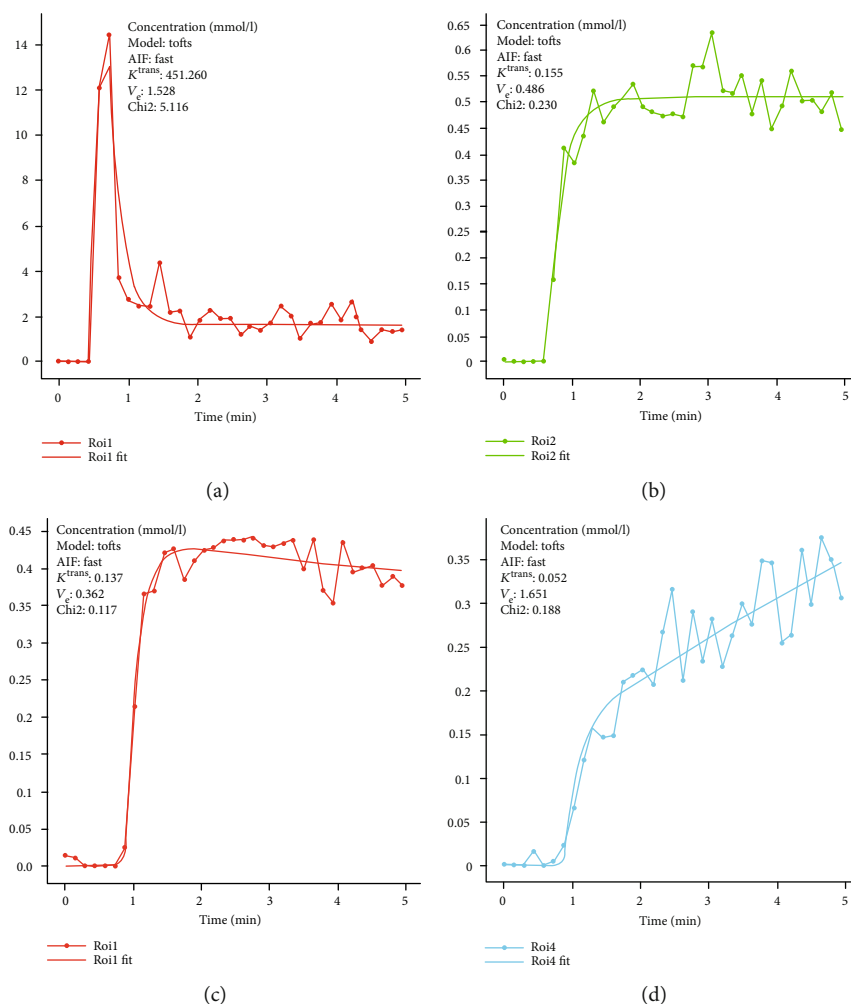 Concentration (mmol/l)
Model: tofts
AIF: fast
K^trans: 451.260
V_e: 1.528
Chi2: 5.116
14
12
10
8
6
4
2
0
0 1 2 3 4 5
Time (min)
Roi1
Roi1 fit
(a)
Concentration (mmol/l)
Model: tofts
AIF: fast
K^trans: 0.155
V_e: 0.486
Chi2: 0.230
0.65
0.6
0.55
0.5
0.45
0.4
0.35
0.3
0.25
0.2
0.15
0.1
0.05
0
0 1 2 3 4 5
Time (min)
Roi2
Roi2 fit
(b)
Concentration (mmol/l)
Model: tofts
AIF: fast
K^trans: 0.137
V_e: 0.362
Chi2: 0.117
0.45
0.4
0.35
0.3
0.25
0.2
0.15
0.1
0.05
0.0
0 1 2 3 4 5
Time (min)
Roi1
Roi1 fit
(c)
Concentration (mmol/l)
Model: tofts
AIF: fast
K^trans: 0.052
V_e: 1.651
Chi2: 0.188
0.35
0.3
0.25
0.2
0.15
0.1
0.05
0
0 1 2 3 4 5
Time (min)
Roi4
Roi4 fit
(d)